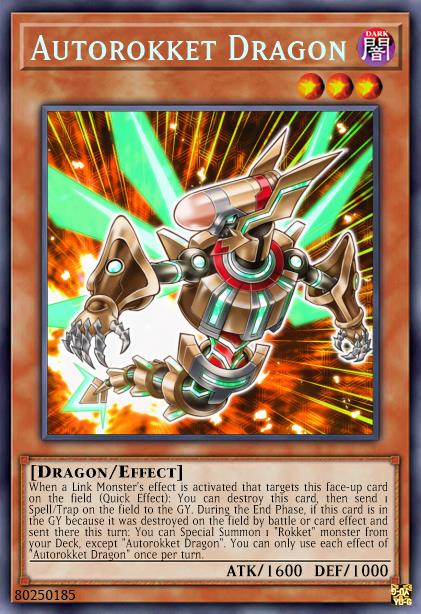 AUTOROKKET DRAGON
DARK
闇
[DRAGON/EFFECT]
When a Link Monster's effect is activated that targets this face-up card
on the field (Quick Effect): You can destroy this card, then send 1
Spell/Trap on the field to the GY. During the End Phase, if this card is in
the GY because it was destroyed on the field by battle or card effect and
sent there this turn: You can Special Summon 1 "Rokket" monster from
your Deck, except "Autorokket Dragon". You can only use each effect of
"Autorokket Dragon" once per turn.
ATK/1600 DEF/1000
80250185